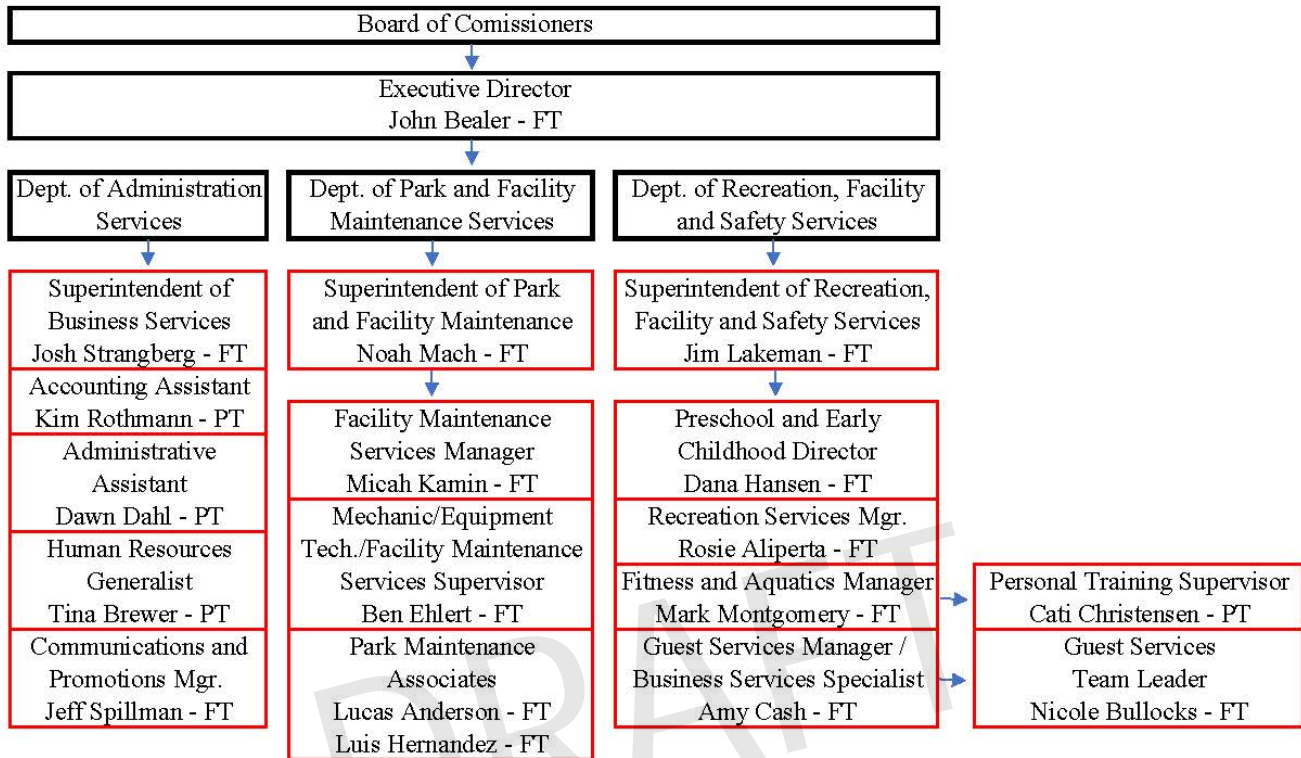 Board of Comissioners
Executive Director
John Bealer - FT
Dept. of Administration
Services
Dept. of Park and Facility
Maintenance Services
Dept. of Recreation, Facility
and Safety Services
Superintendent of
Business Services
Josh Strangberg - FT
Accounting Assistant
Kim Rothmann - PT
Administrative
Assistant
Dawn Dahl - PT
Human Resources
Generalist
Tina Brewer - PT
Communications and
Promotions Mgr.
Jeff Spillman - FT
Superintendent of Park
and Facility Maintenance
Noah Mach - FT
Facility Maintenance
Services Manager
Micah Kamin - FT
Mechanic/Equipment
Tech./Facility Maintenance
Services Supervisor
Ben Ehlert - FT
Park Maintenance
Associates
Lucas Anderson - FT
Luis Hernandez - FT
Superintendent of Recreation,
Facility and Safety Services
Jim Lakeman - FT
Preschool and Early
Childhood Director
Dana Hansen - FT
Recreation Services Mgr.
Rosie Aliperta - FT
Fitness and Aquatics Manager
Mark Montgomery - FT
Guest Services Manager /
Business Services Specialist
Amy Cash - FT
Personal Training Supervisor
Cati Christensen - PT
Guest Services
Team Leader
Nicole Bullocks - FT
DRAFT